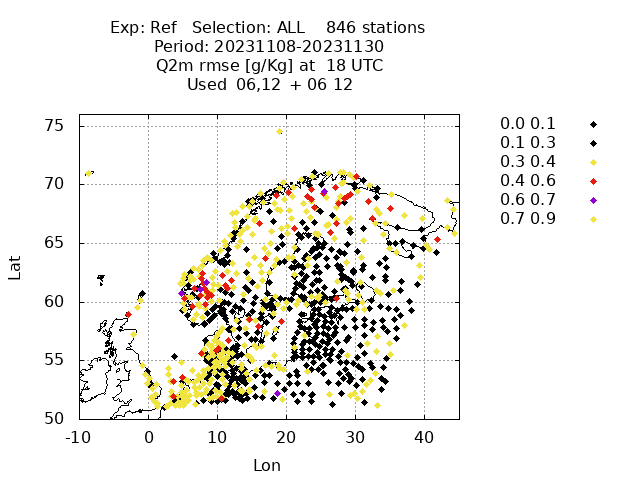 Exp: Ref Selection: ALL 846 stations
Period: 20231108-20231130
Q2m rmse [g/Kg] at 18 UTC
Used 06,12 + 06 12
75
70
65
60
55
50
Lat
-10 0 10 20 30 40
Lon
0.0 0.1
0.1 0.3
0.3 0.4
0.4 0.6
0.6 0.7
0.7 0.9